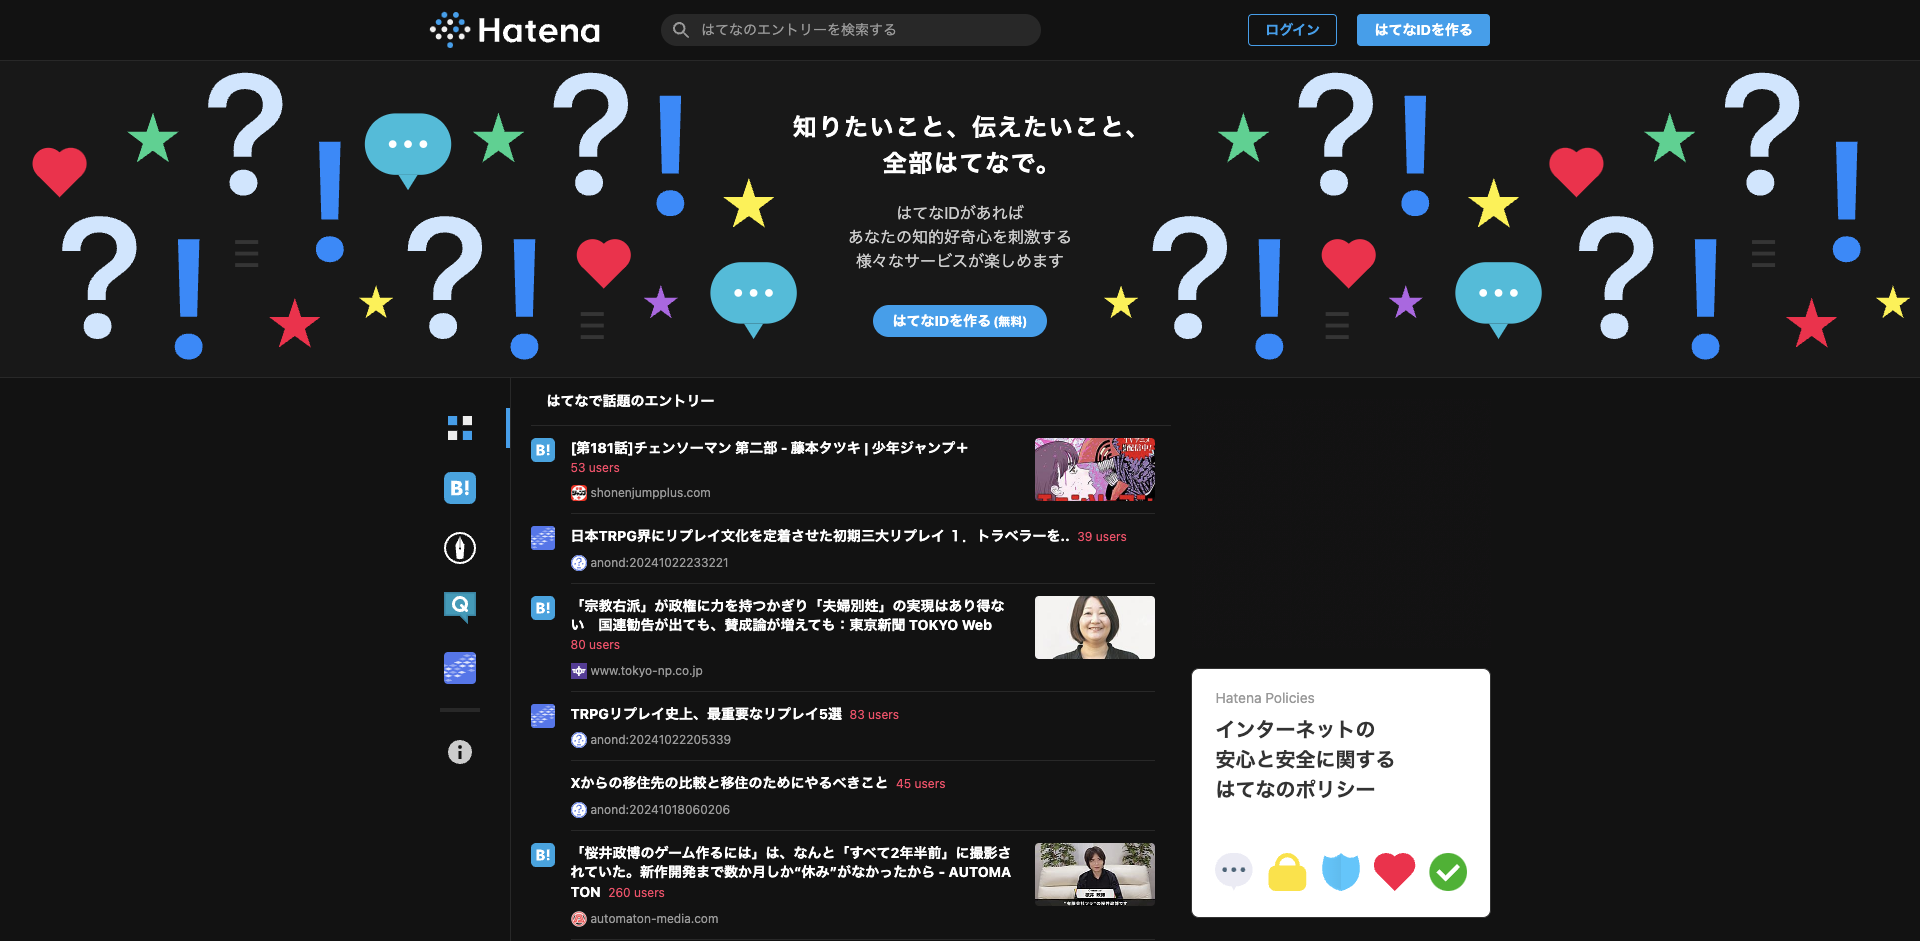 Hatena
はてなのエントリーを検索する
ログイン
はてなIDを作る
知りたいこと、伝えたいこと、
全部はてなで。
はてなIDがあれば
あなたの知的好奇心を刺激する
様々なサービスが楽しめます
はてなIDを作る (無料)
はてなで話題のエントリー
B!
[第181話]チェンソーマン 第二部 - 藤本タツキ | 少年ジャンプ＋
53 users
shonenjumpplus.com
日本TRPG界にリプレイ文化を定着させた初期三大リプレイ １．トラベラーを.. 39 users
anond:20241022233221
B!
「宗教右派」が政権に力を持つかぎり「夫婦別姓」の実現はあり得な
い　国連勧告が出ても、賛成論が増えても：東京新聞 TOKYO Web
80 users
www.tokyo-np.co.jp
TRPGリプレイ史上、最重要なリプレイ5選 83 users
anond:20241022205339
Xからの移住先の比較と移住のためにやるべきこと 45 users
anond:20241018060206
B!
「桜井政博のゲーム作るには」は、なんと「すべて2年半前」に撮影さ
れていた。新作開発まで数か月しか“休み”がなかったから - AUTOMA
TON 260 users
automaton-media.com
B!
Q
Hatena Policies
インターネットの
安心と安全に関する
はてなのポリシー